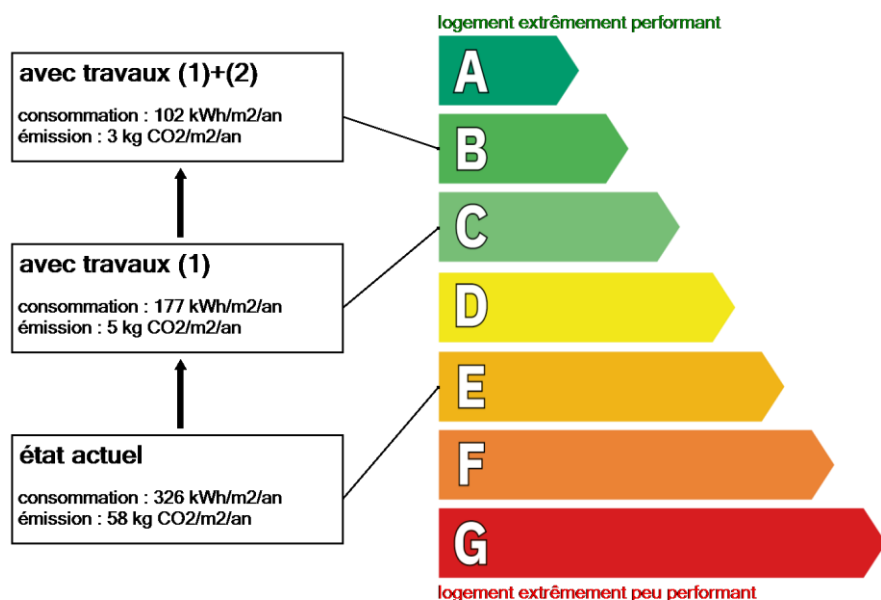 logement extrêmement performant
avec travaux (1)+(2)
consommation : 102 kWh/m2/an
émission : 3 kg CO2/m2/an
avec travaux (1)
consommation : 177 kWh/m2/an
émission : 5 kg CO2/m2/an
état actuel
consommation : 326 kWh/m2/an
émission : 58 kg CO2/m2/an
A
B
C
D
E
F
G
logement extrêmement peu performant